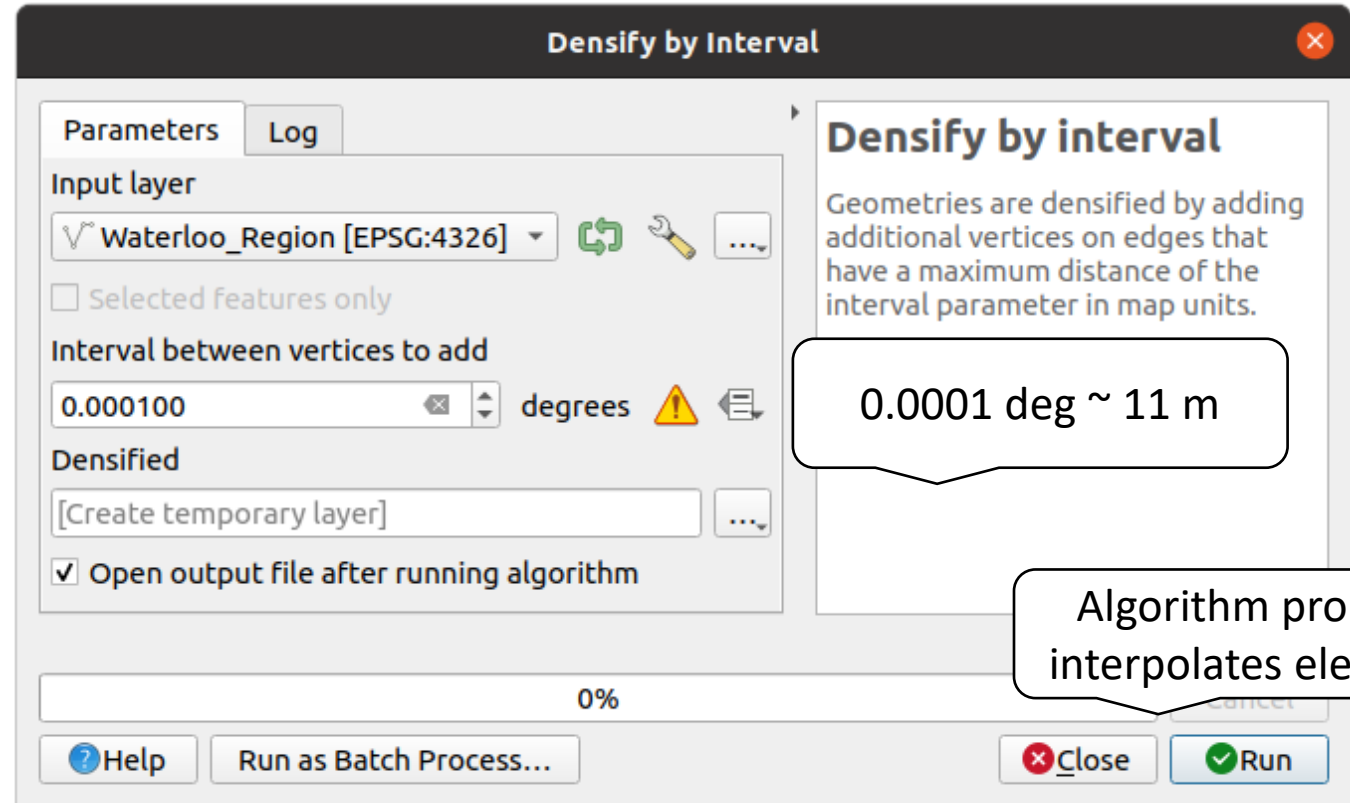 Densify by Interval
Parameters
Log
Input layer
Waterloo_Region [EPSG:4326]
...
Selected features only
Interval between vertices to add
0.000100
degrees
Densified
[Create temporary layer]
...
Open output file after running algorithm
Densify by interval
Geometries are densified by adding
additional vertices on edges that
have a maximum distance of the
interval parameter in map units.
0.0001 deg ~ 11 m
Algorithm pro
interpolates ele
0%
Cancel
Help
Run as Batch Process...
Close
Run